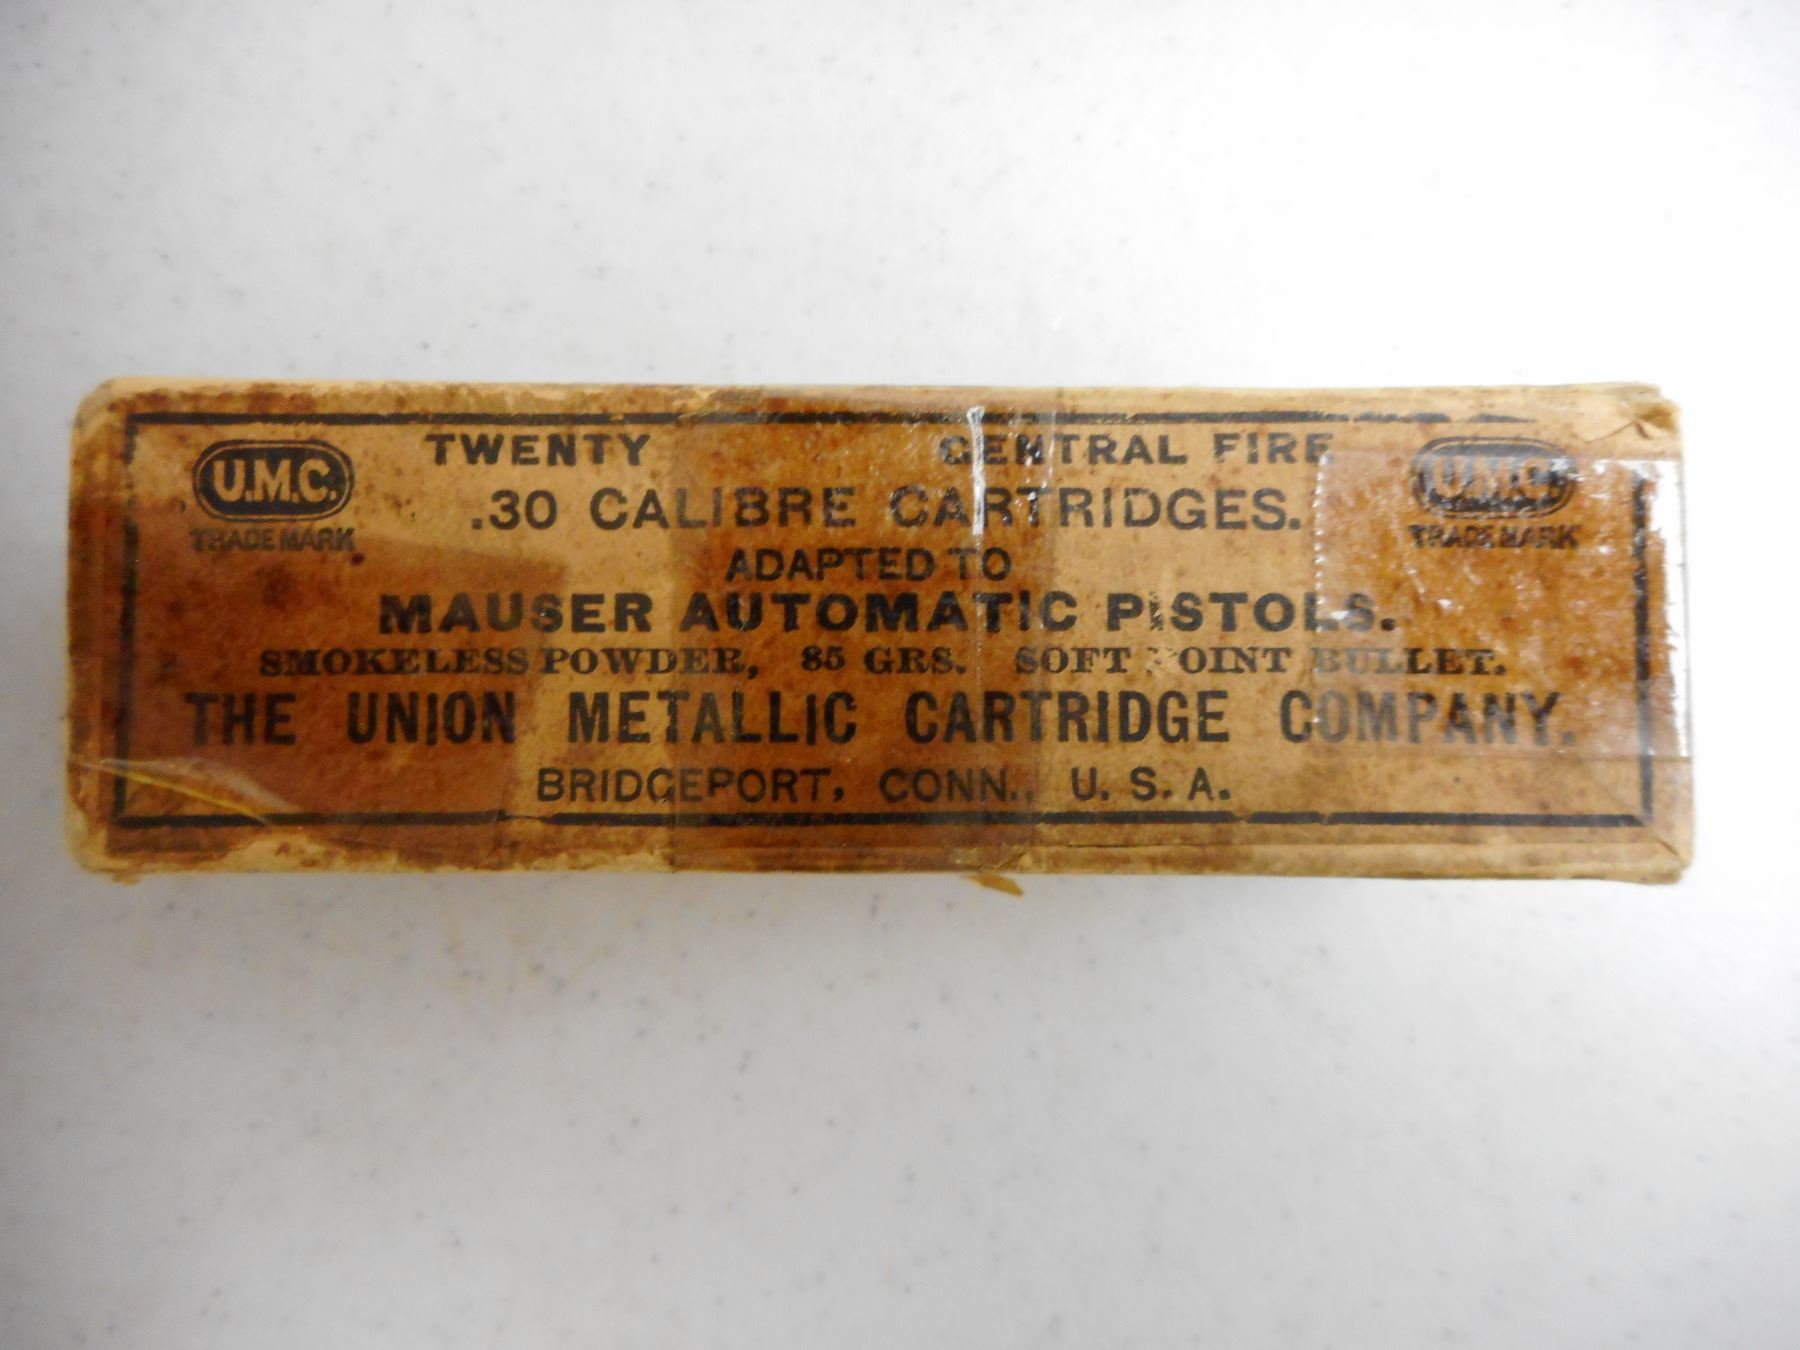 U.M.C.
TRADE MARK
TWENTY CENTRAL FIRE
.30 CALIBRE CARTRIDGES.
ADAPTED TO
MAUSER AUTOMATIC PISTOLS.
SMOKELESS POWDER, 85 GRS. SOFT POINT BULLET.
THE UNION METALLIC CARTRIDGE COMPANY.
BRIDGEPORT, CONN., U. S. A.
U.M.C.
TRADE MARK